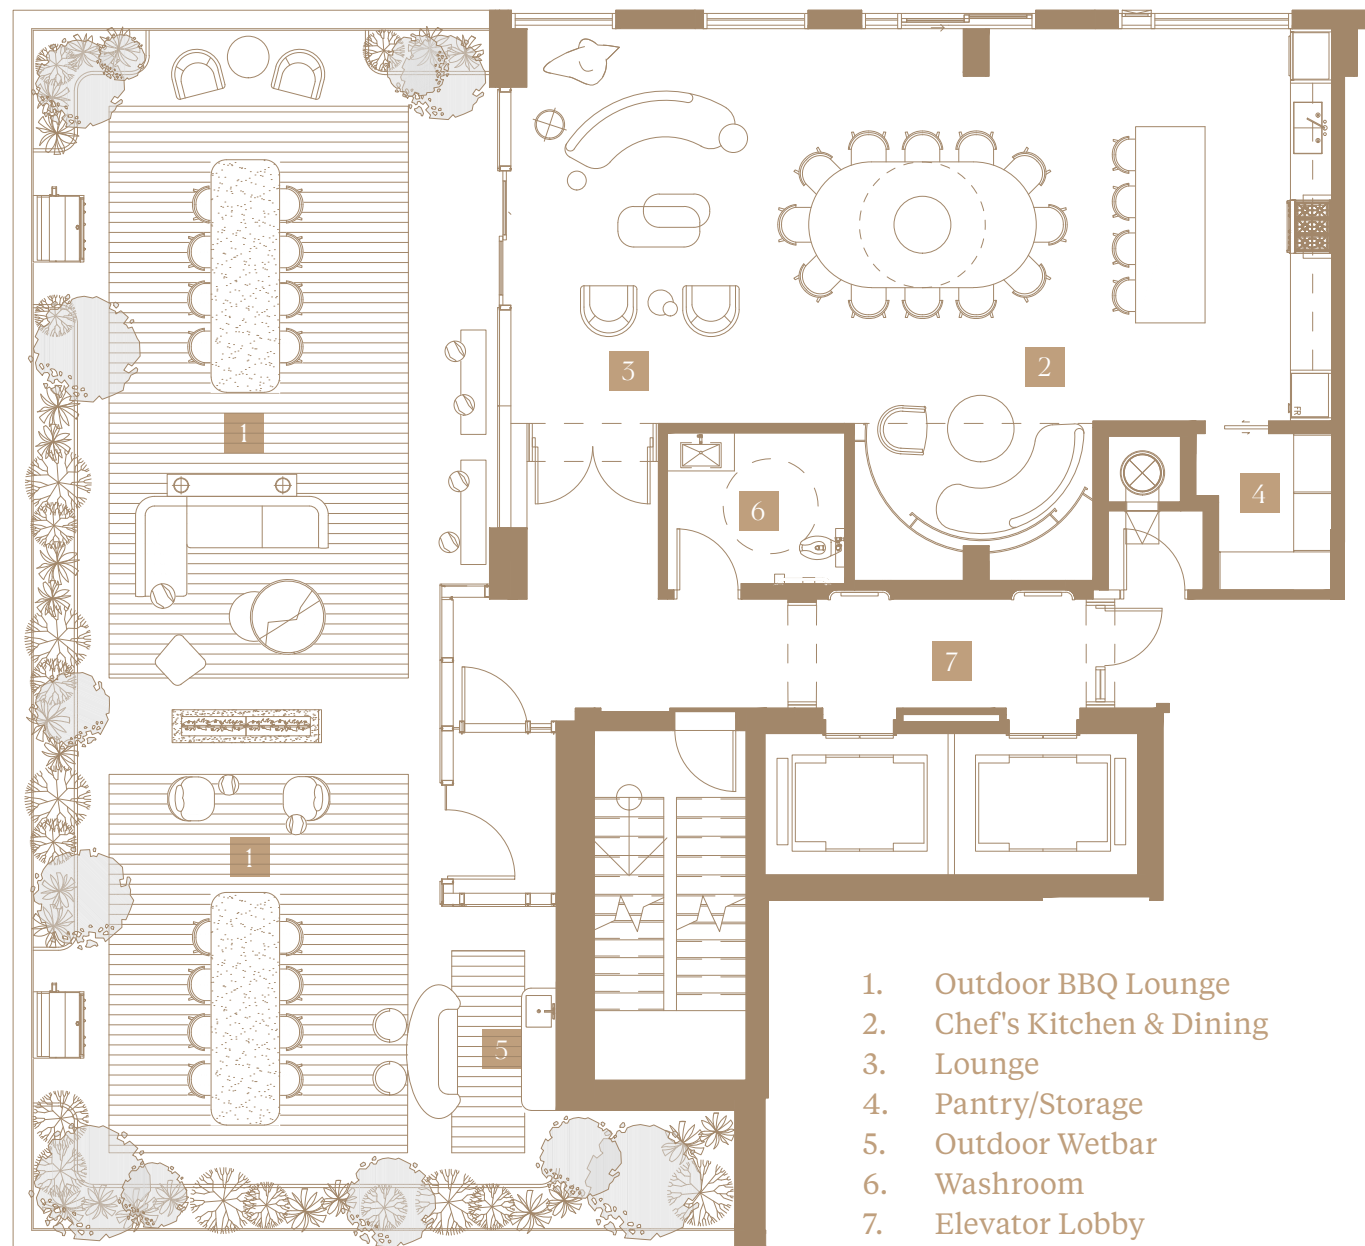 FR
3
2
1
4
6
7
1
5
1. Outdoor BBQ Lounge
2. Chef's Kitchen & Dining
3. Lounge
4. Pantry/Storage
5. Outdoor Wetbar
6. Washroom
7. Elevator Lobby